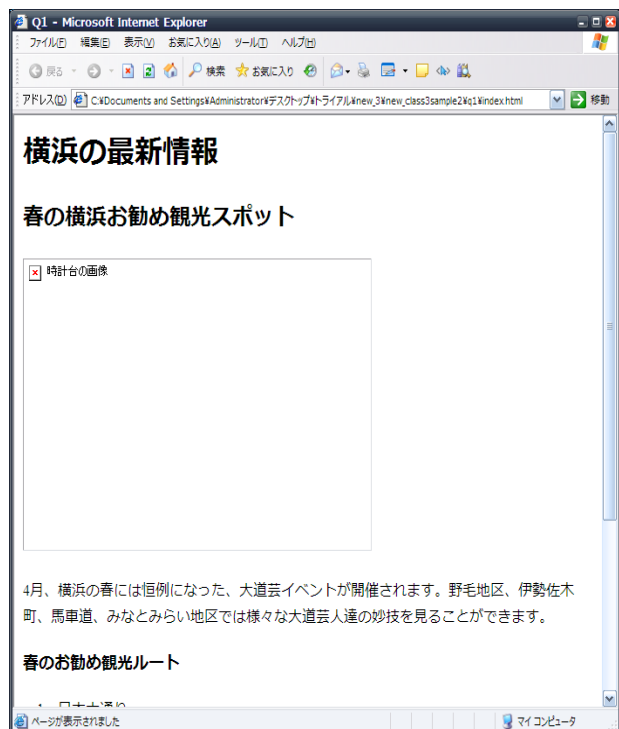 Q1 - Microsoft Internet Explorer
ファイル(F) 編集(E) 表示(V) お気に入り(A) ツール(T) ヘルプ(H)
戻る 検索 お気に入り
アドレス(D) C:¥Documents and Settings¥Administrator¥デスクトップ¥トライアル¥new_3¥new_class3sample2¥q1¥index.html 移動
横浜の最新情報
春の横浜お勧め観光スポット
時計台の画像
4月、横浜の春には恒例になった、大道芸イベントが開催されます。野毛地区、伊勢佐木
町、馬車道、みなとみらい地区では様々な大道芸人達の妙技を見ることができます。
春のお勧め観光ルート
1. 日本大通り
ページが表示されました マイ コンピュータ